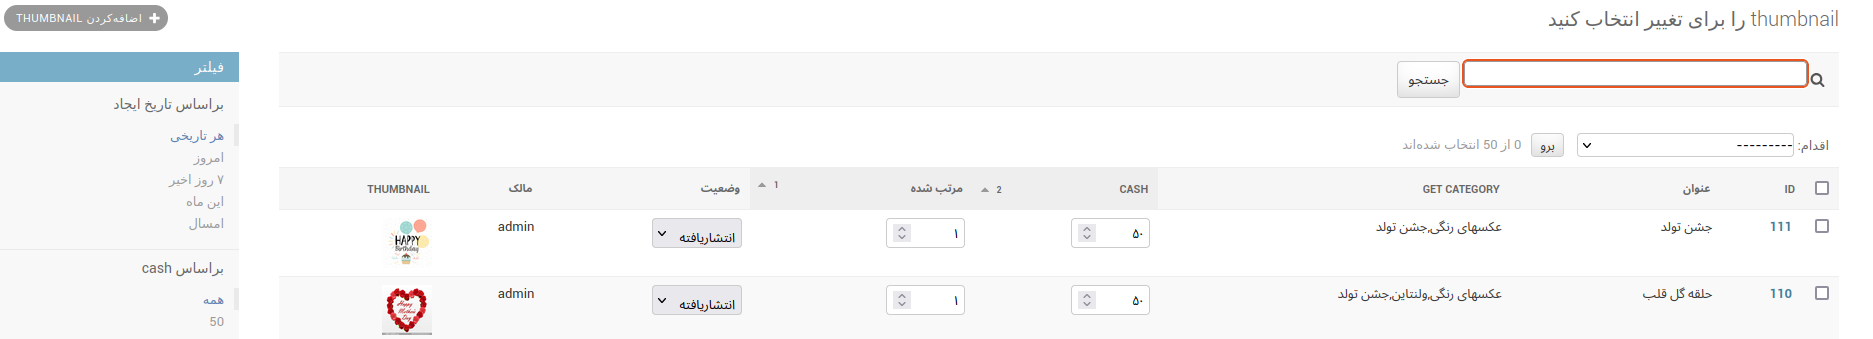 thumbnail را برای تغییر انتخاب کنید
اضافه‌کردن THUMBNAIL
جستجو
اقدام: --------- برو 0 از 50 انتخاب شده‌اند
ID عنوان GET CATEGORY CASH 2 مرتب شده 1 وضعیت مالک THUMBNAIL
111 جشن تولد عکسهای رنگی,جشن تولد ۵۰ ۱ انتشاریافته admin
HAPPY
Birthday
110 حلقه گل قلب عکسهای رنگی,ولنتاین,جشن تولد ۵۰ ۱ انتشاریافته admin
Happy
Mother's
Day
فیلتر
براساس تاریخ ایجاد
هر تاریخی
امروز
۷ روز اخیر
این ماه
امسال
براساس cash
همه
50